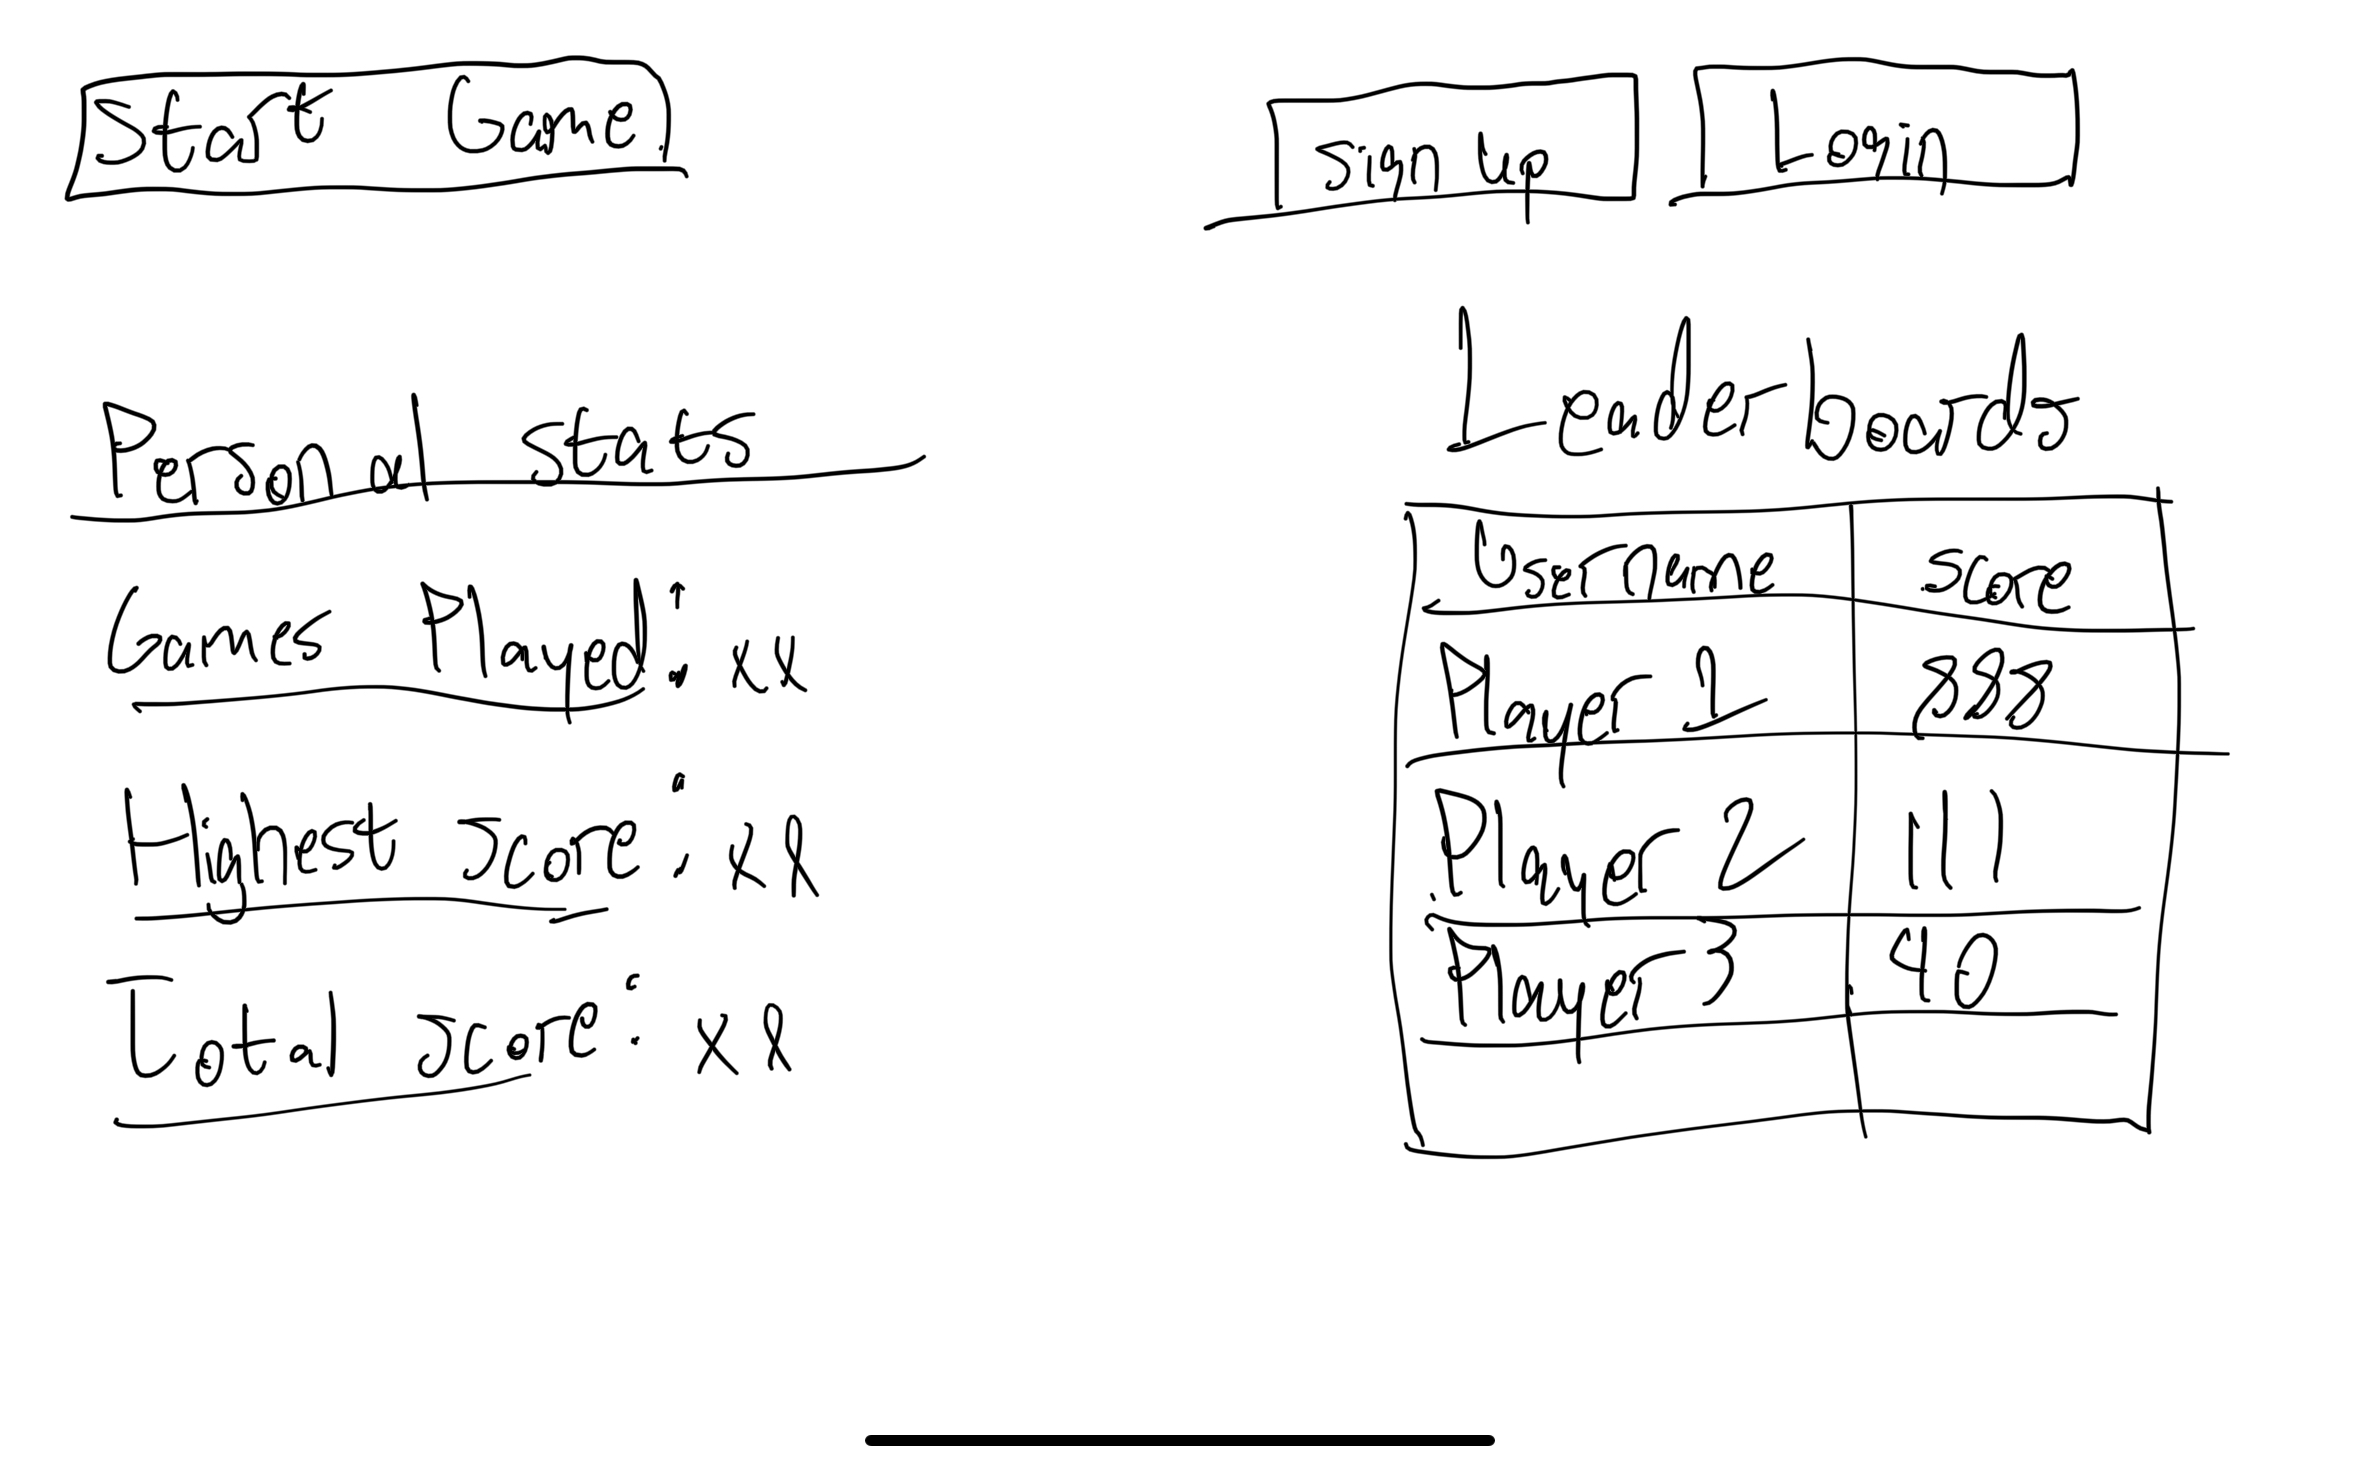 Start Game
Sign up
Login
Personal Stats
Games Played: xx
Highest score: xx
Total score: xx
Leaderboards
Username score
Player 1 888
Player 2 111
Player 3 40